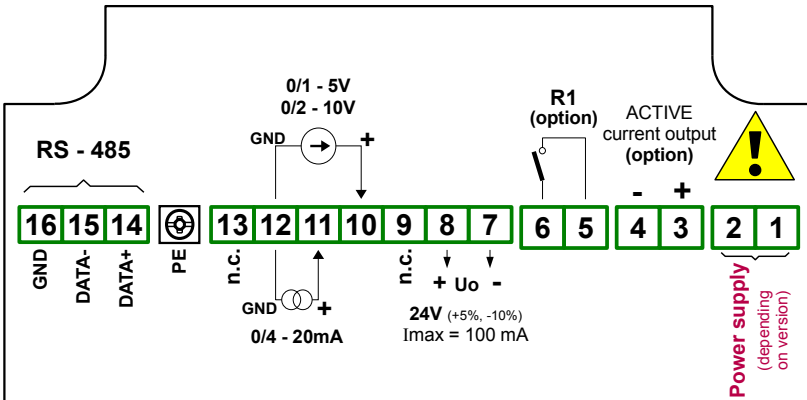 0/1 - 5V
0/2 - 10V
GND
+
RS - 485
R1
(option)
ACTIVE
current output
(option)
- +
16 15 14 PE 13 12 11 10 9 8 7 6 5 4 3 2 1
GND
DATA-
DATA+
n.c.
GND
+
0/4 - 20mA
n.c.
+ Uo -
24V (+5%, -10%)
Imax = 100 mA
Power supply
(depending
on version)